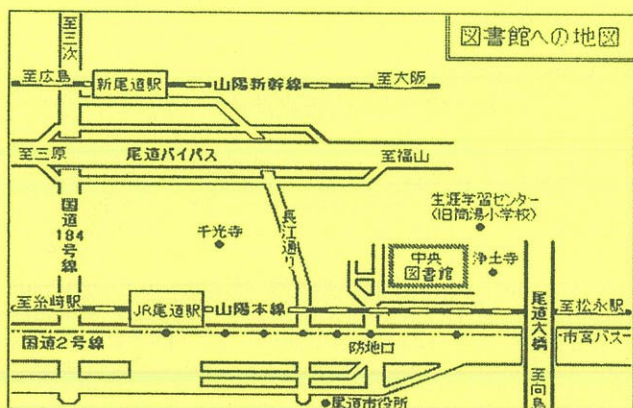 図書館への地図
至三次
至広島
新尾道駅
山陽新幹線
至大阪
至三原
尾道バイパス
至福山
国道184号線
千光寺
長江通り
生涯学習センター
(旧筒湯小学校)
中央
図書館
浄土寺
至糸崎駅
JR尾道駅
山陽本線
尾道大橋
至松永駅
国道2号線
防地口
市営バス
至向島
尾道市役所